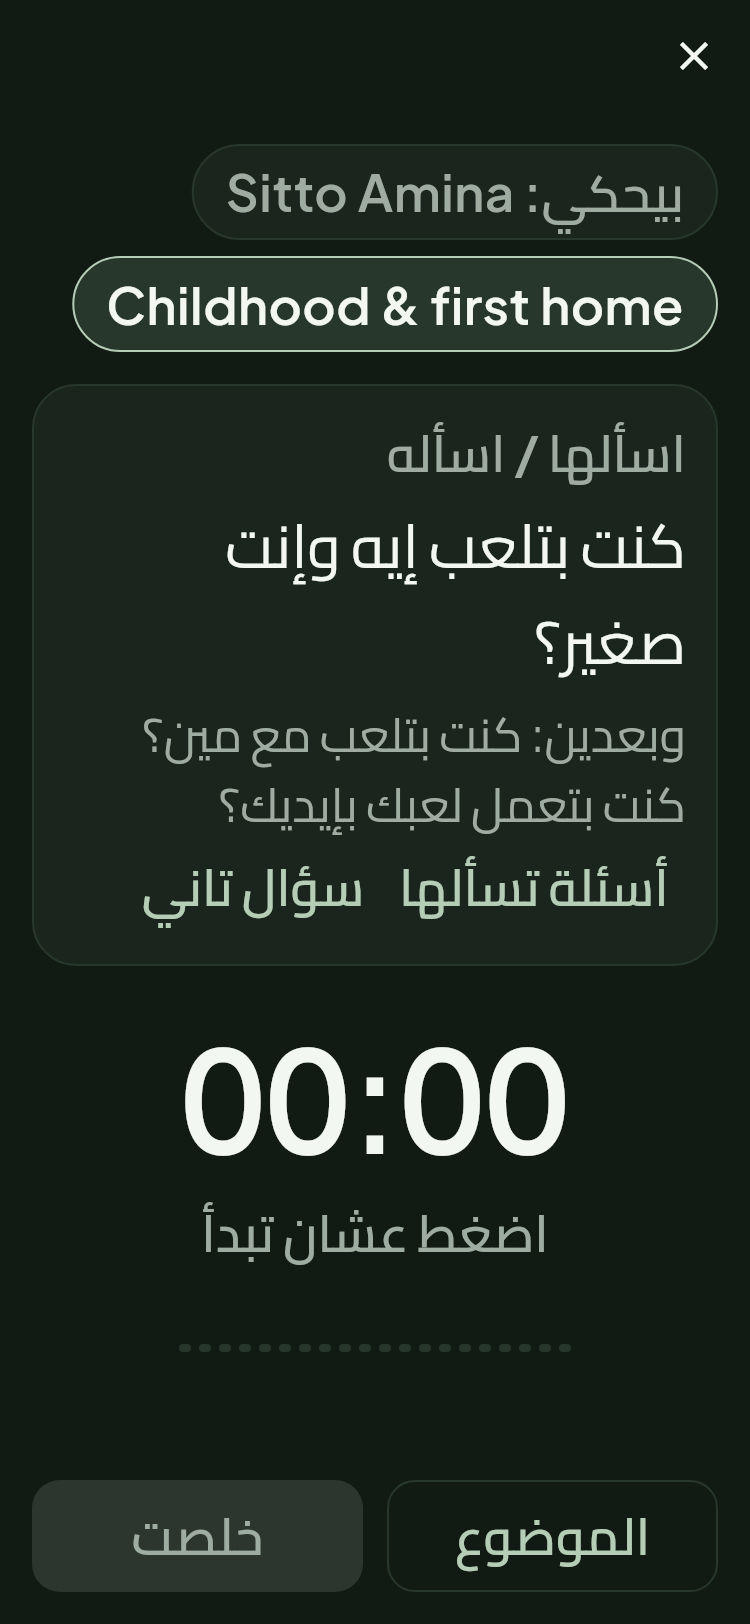 بيحكي: Sitto Amina
Childhood & first home
اسألها / اسأله
كنت بتلعب إيه وإنت
صغير؟
وبعدين: كنت بتلعب مع مين؟
كنت بتعمل لعبك بإيديك؟
أسئلة تسألها سؤال تاني
00:00
اضغط عشان تبدأ
الموضوع خلصت